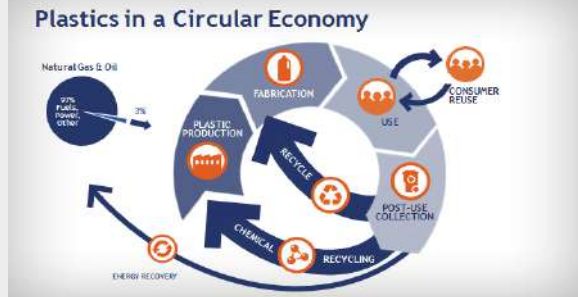 Plastics in a Circular Economy
Natural Gas & Oil
97%
Fuels,
Power,
Other
3%
PLASTIC
PRODUCTION
FABRICATION
USE
CONSUMER
REUSE
POST-USE
COLLECTION
RECYCLE
CHEMICAL
RECYCLING
ENERGY RECOVERY